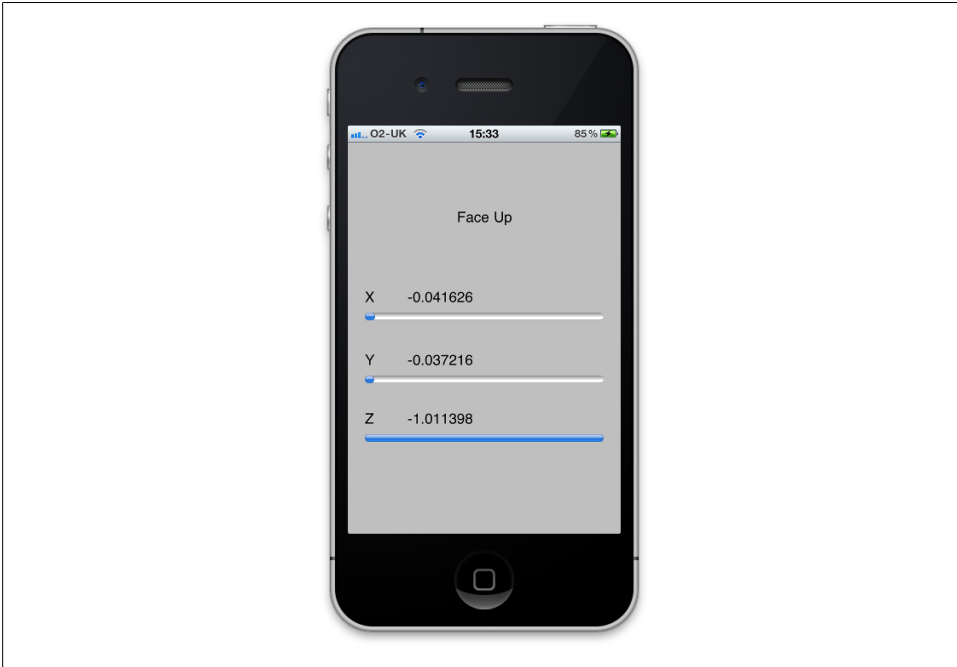 O2-UK 15:33 85%
Face Up
X -0.041626
Y -0.037216
Z -1.011398